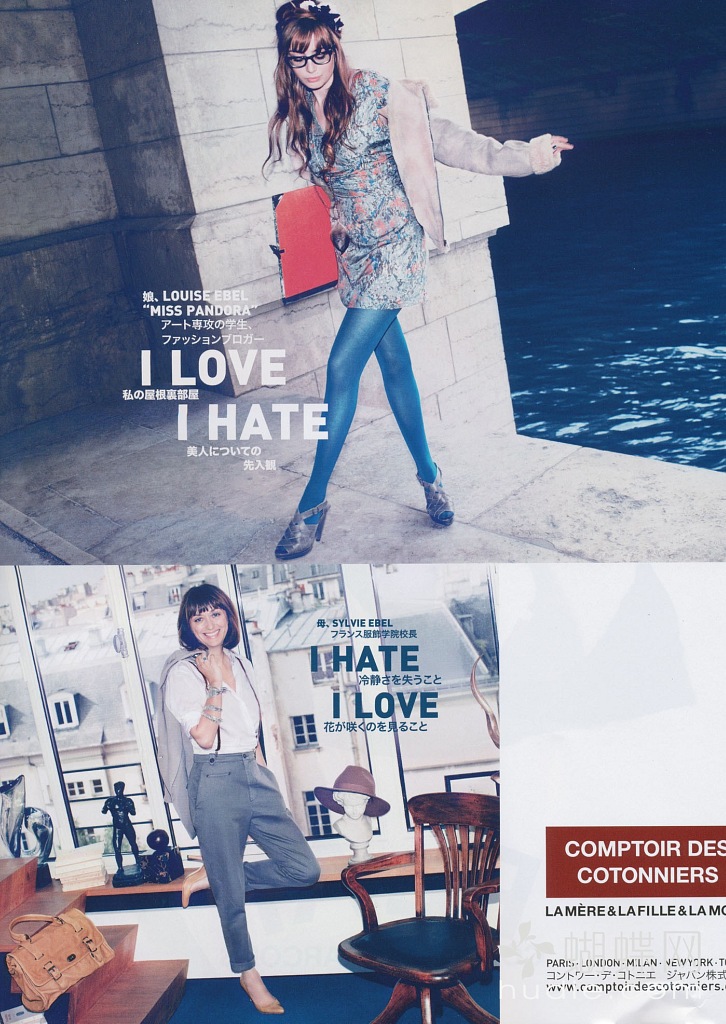 娘、LOUISE EBEL
“MISS PANDORA”
アート専攻の学生、
ファッションブロガー
I LOVE
私の屋根裏部屋
I HATE
美人についての
先入観
母、SYLVIE EBEL
フランス服飾学院校長
I HATE
冷静さを失うこと
I LOVE
花が咲くのを見ること
COMPTOIR DES
COTONNIERS
LA MÈRE & LA FILLE & LA MO
PARIS·LONDON·MILAN·NEW YORK·TO
コントワー・デ・コトニエ ジャパン株式
www.comptoirdescotonniers.c
蝴蝶网